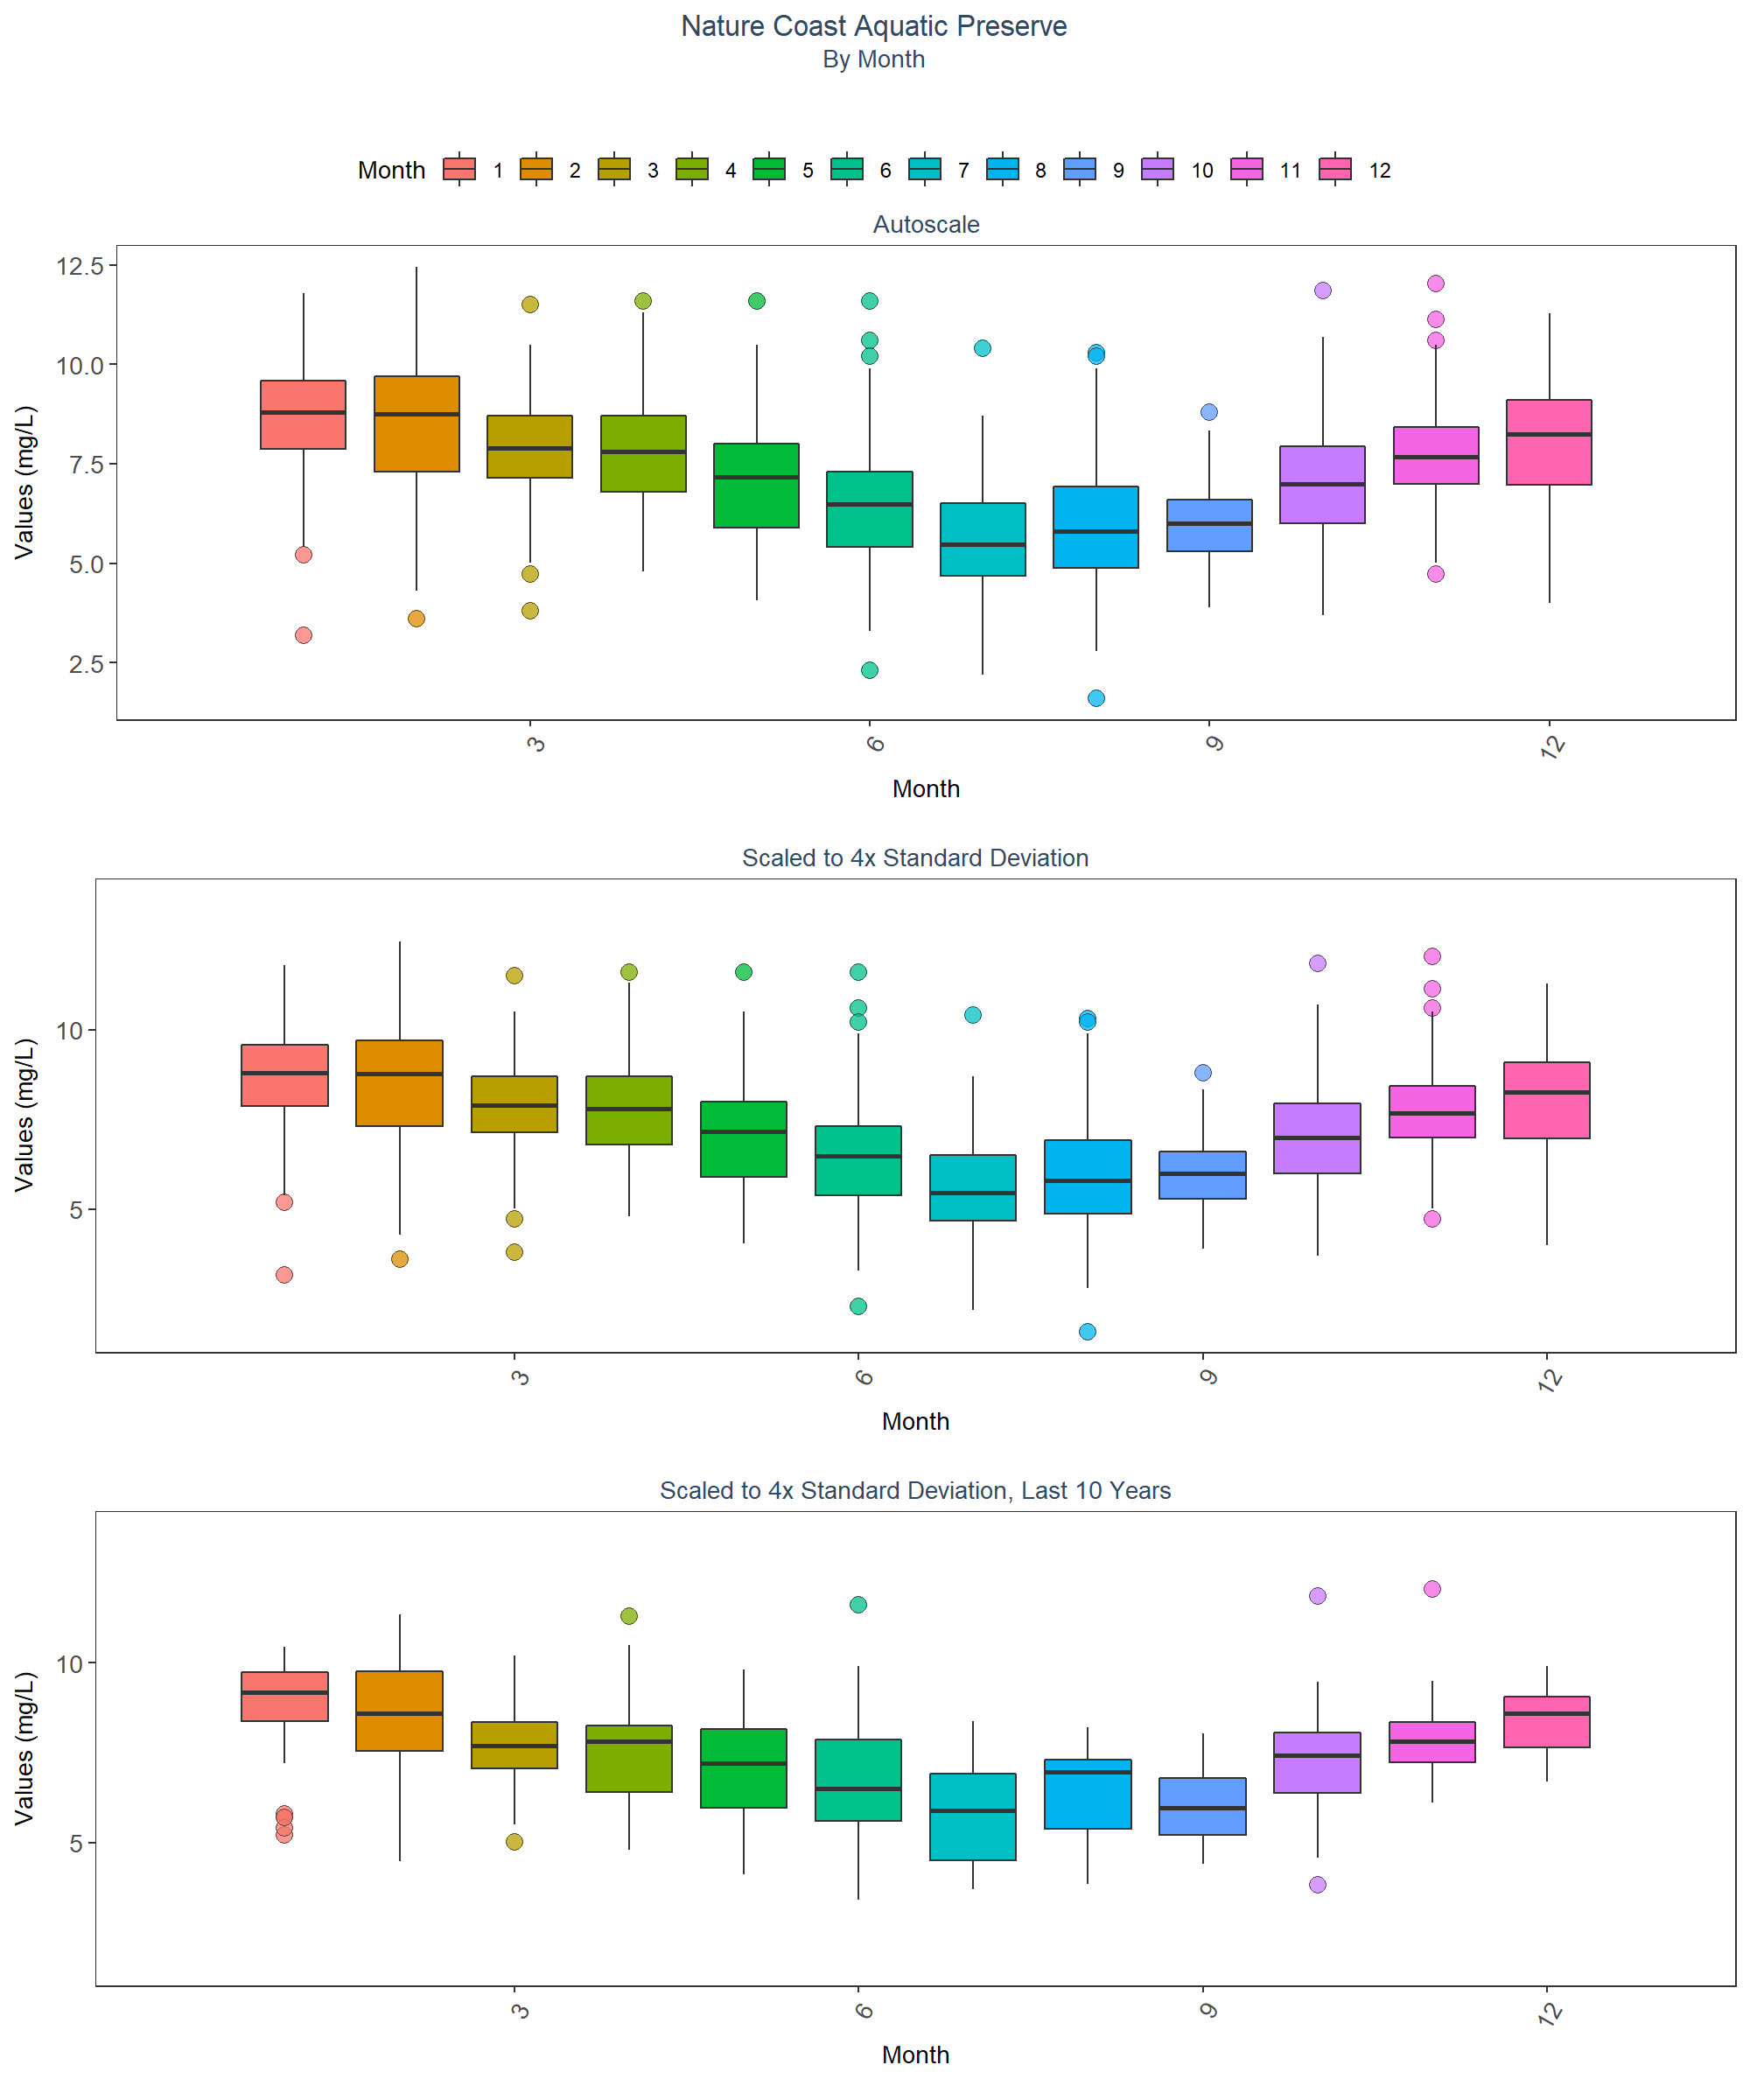 Nature Coast Aquatic Preserve
By Month
Month 1 2 3 4 5 6 7 8 9 10 11 12
Autoscale
12.5
10.0
7.5
5.0
2.5
Values (mg/L)
3 6 9 12
Month
Scaled to 4x Standard Deviation
10
5
Values (mg/L)
3 6 9 12
Month
Scaled to 4x Standard Deviation, Last 10 Years
10
5
Values (mg/L)
3 6 9 12
Month